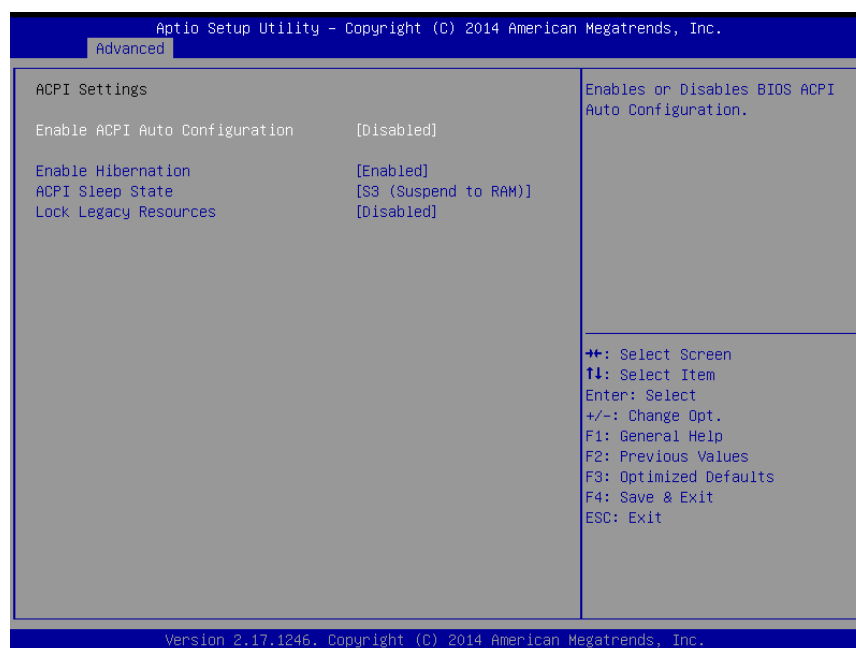 Aptio Setup Utility – Copyright (C) 2014 American Megatrends, Inc.
Advanced
ACPI Settings
Enable ACPI Auto Configuration [Disabled]
Enable Hibernation [Enabled]
ACPI Sleep State [S3 (Suspend to RAM)]
Lock Legacy Resources [Disabled]
Enables or Disables BIOS ACPI
Auto Configuration.
→←: Select Screen
↑↓: Select Item
Enter: Select
+/-: Change Opt.
F1: General Help
F2: Previous Values
F3: Optimized Defaults
F4: Save & Exit
ESC: Exit
Version 2.17.1246. Copyright (C) 2014 American Megatrends, Inc.